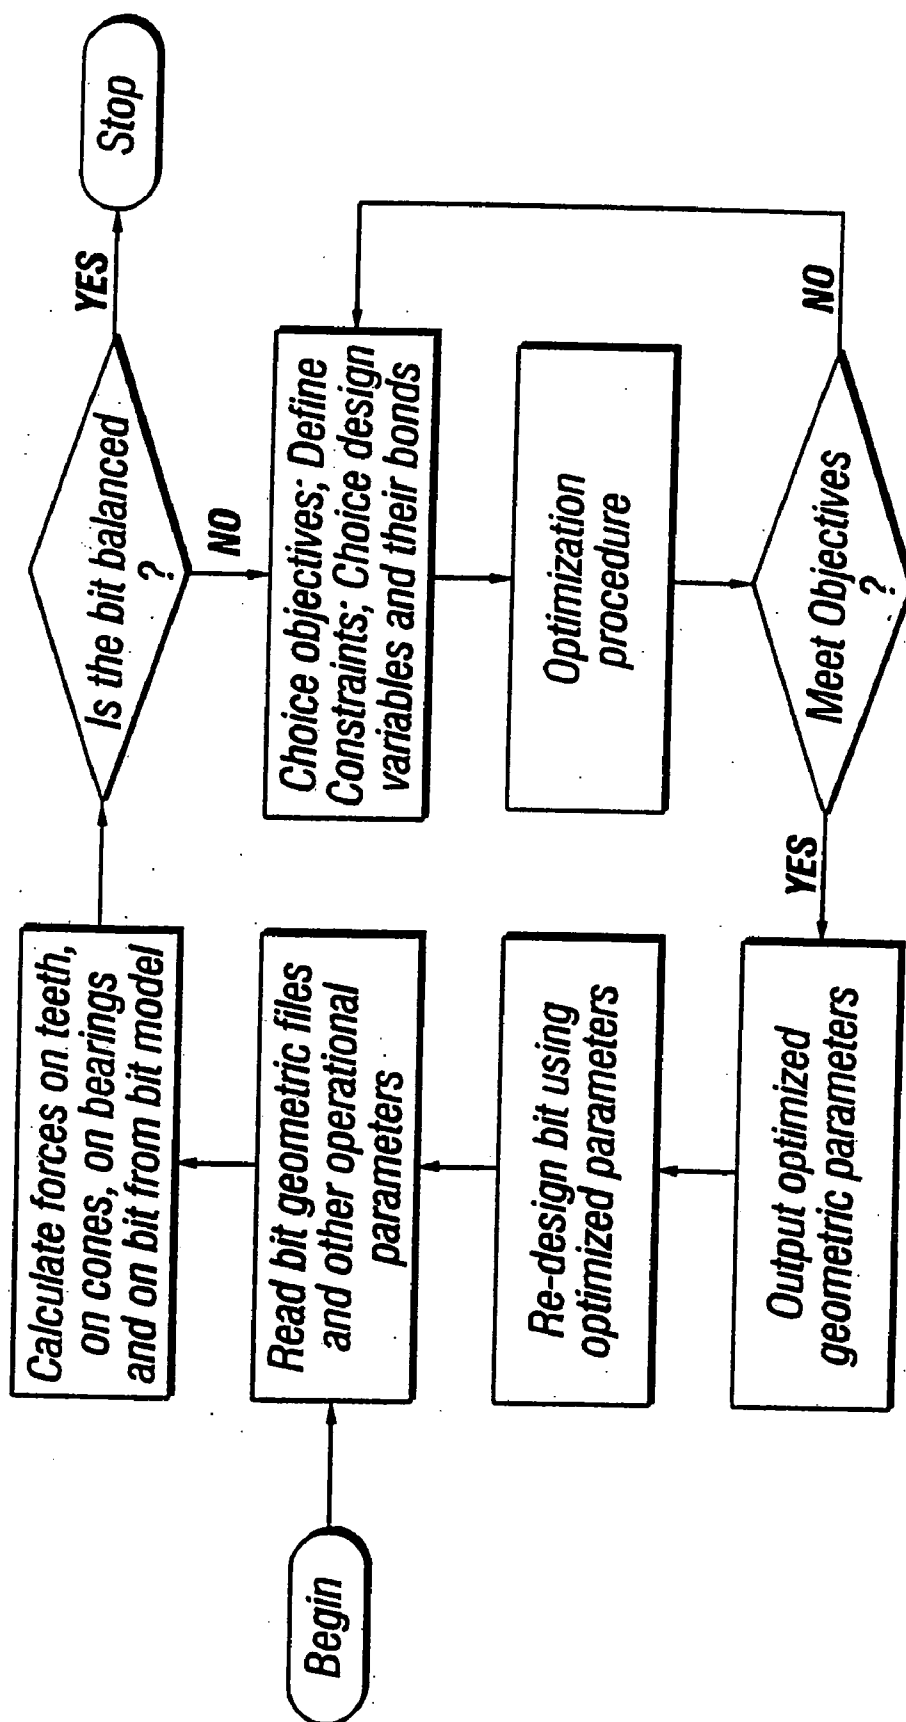 Begin
Read bit geometric files
and other operational
parameters
Calculate forces on teeth,
on cones, on bearings
and on bit from bit model
Is the bit balanced
?
YES
Stop
NO
Choice objectives; Define
Constraints; Choice design
variables and their bonds
Optimization
procedure
Meet Objectives
?
NO
YES
Output optimized
geometric parameters
Re-design bit using
optimized parameters